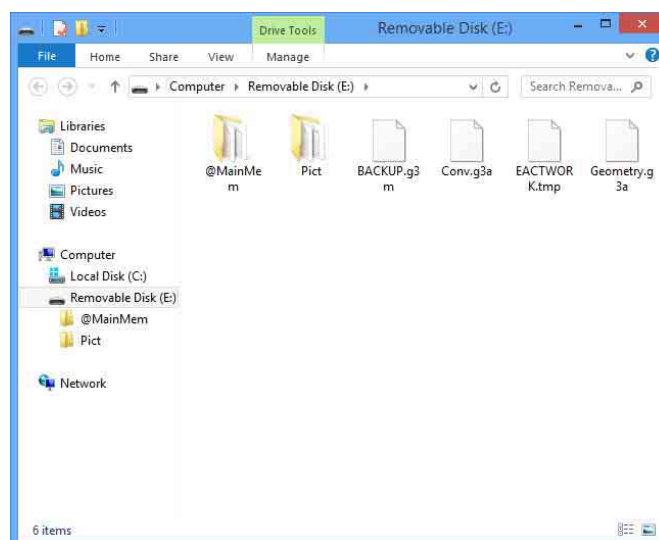 Drive Tools
Removable Disk (E:)
File
Home
Share
View
Manage
Computer
Removable Disk (E:)
Search Remova...
Libraries
Documents
Music
Pictures
Videos
Computer
Local Disk (C:)
Removable Disk (E:)
@MainMem
Pict
Network
@MainMe
m
Pict
BACKUP.g3
m
Conv.g3a
EACTWOR
K.tmp
Geometry.g
3a
6 items